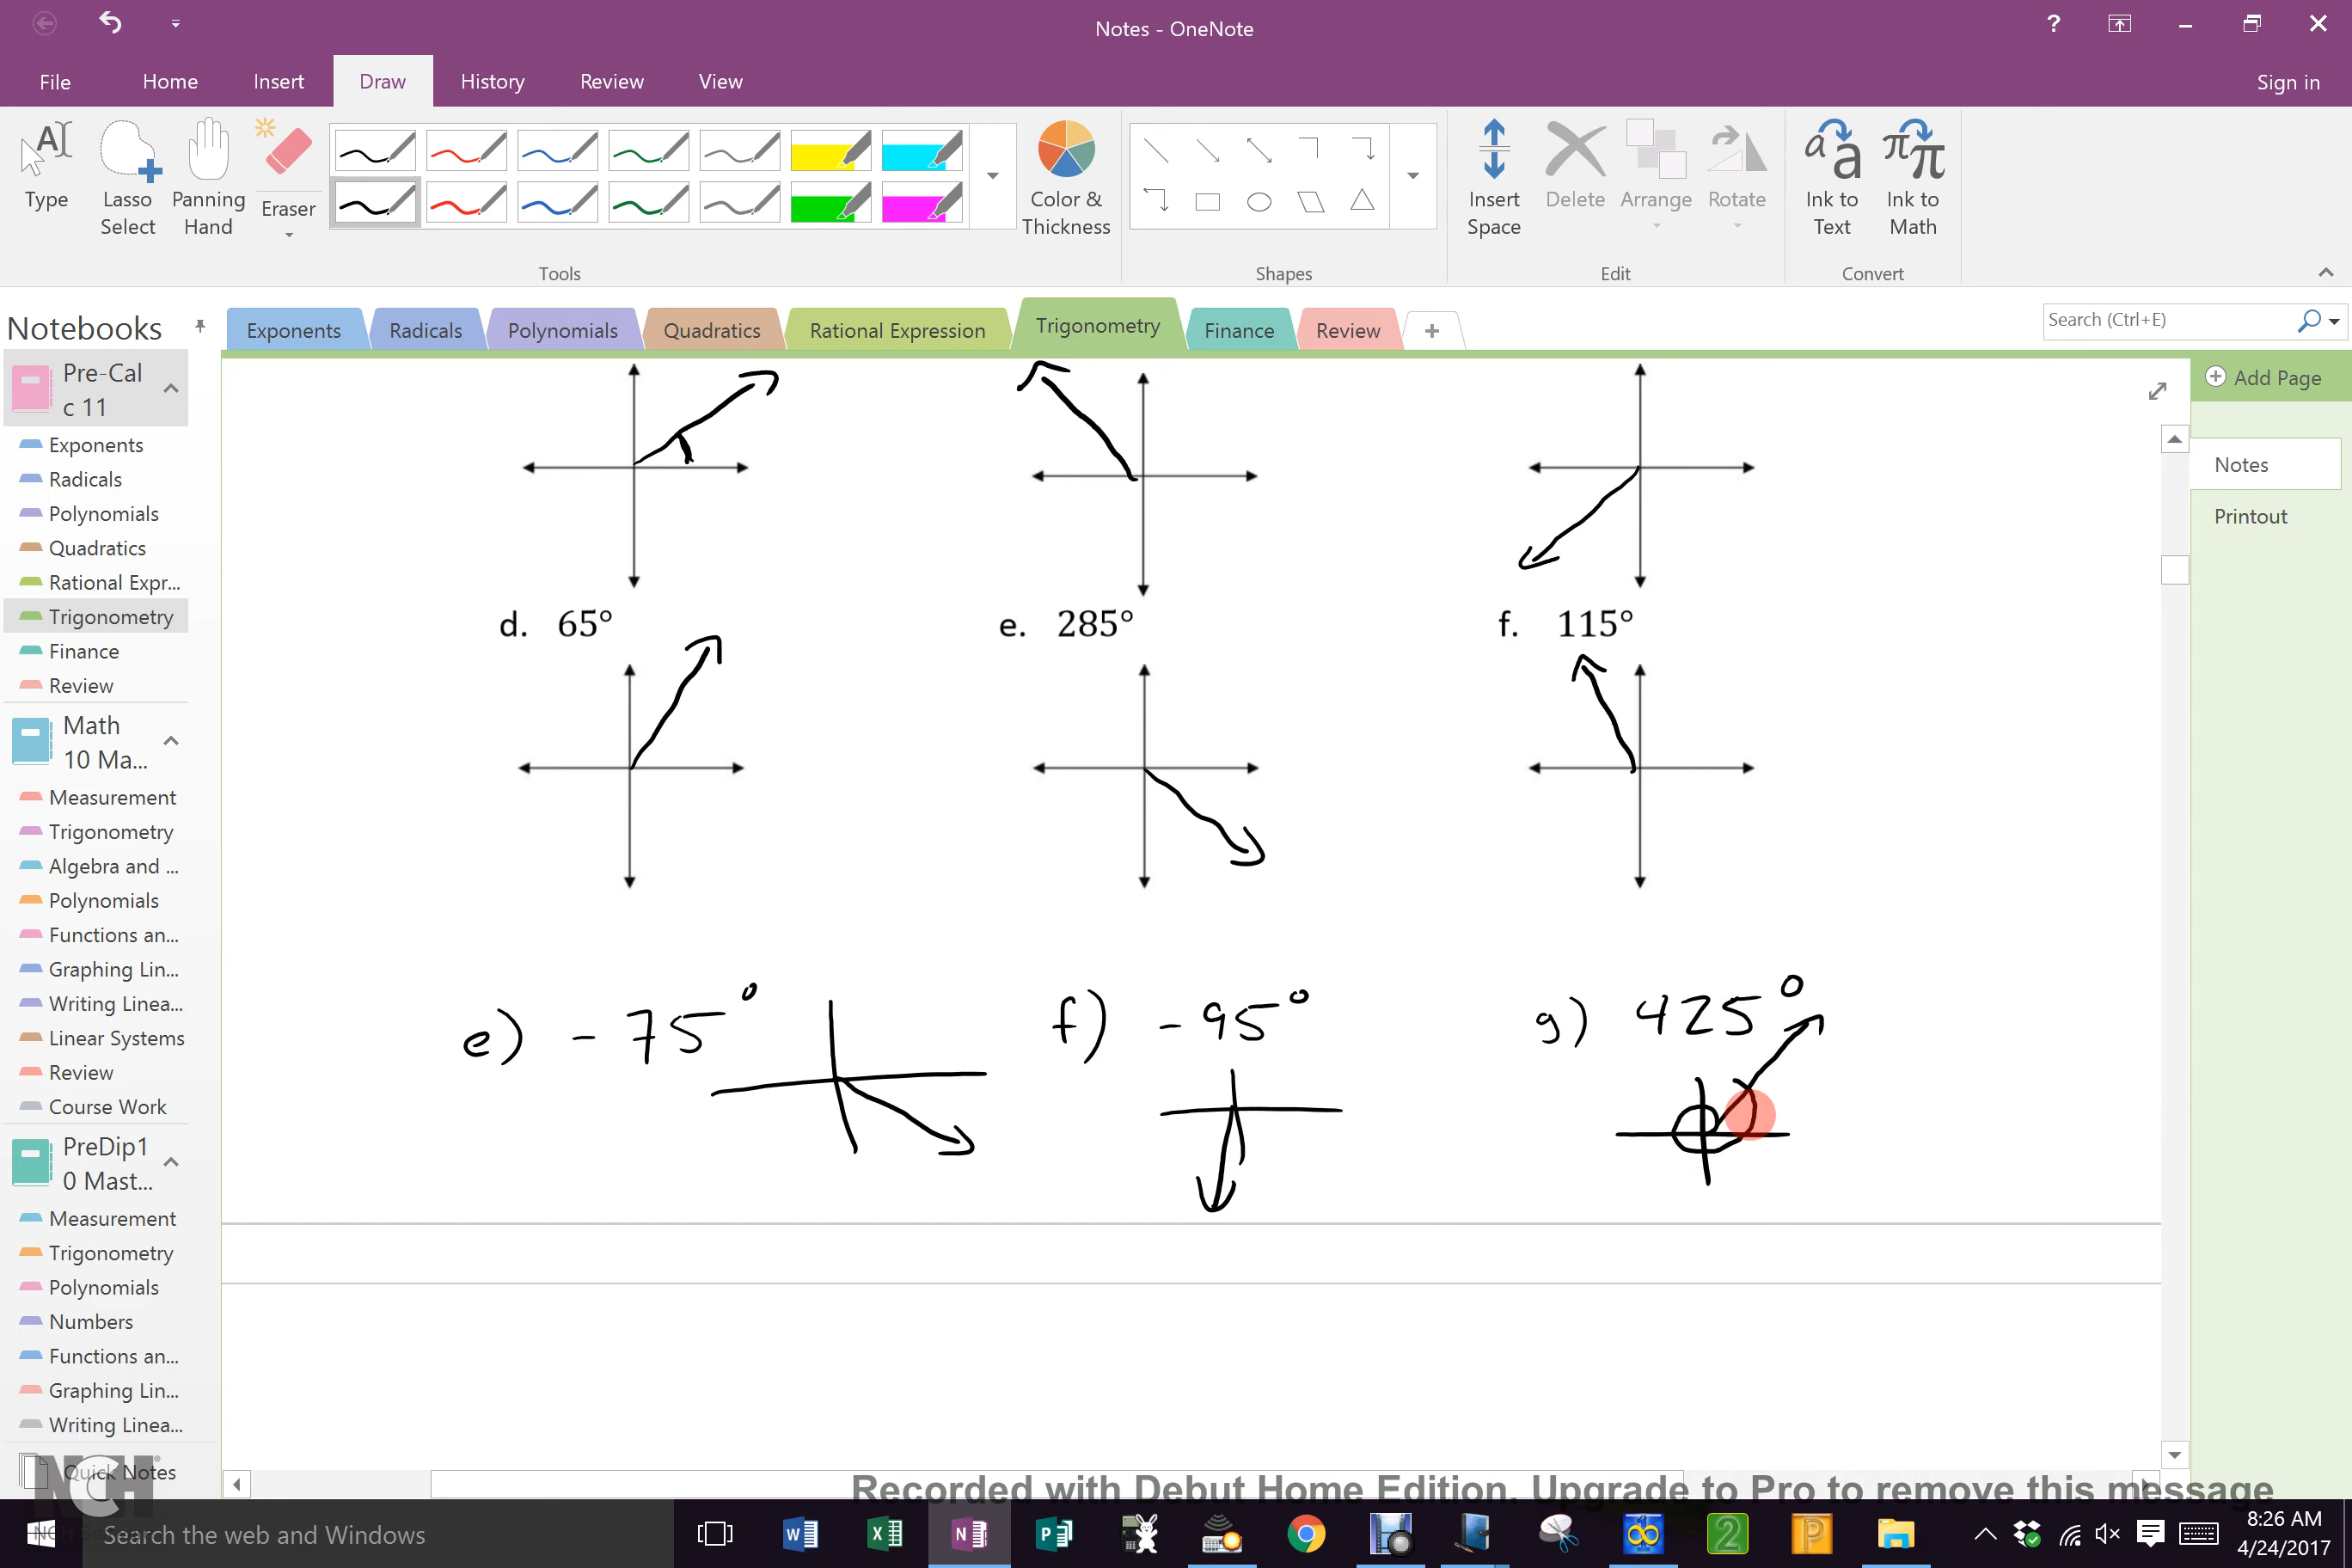 Notes - OneNote
?
File Home Insert Draw History Review View Sign in
Type
Lasso Select
Panning Hand
Eraser
Color & Thickness
Insert Space
Delete
Arrange
Rotate
Ink to Text
Ink to Math
Tools Shapes Edit Convert
Notebooks
Exponents Radicals Polynomials Quadratics Rational Expression Trigonometry Finance Review +
Search (Ctrl+E)
Pre-Cal
c 11
Exponents
Radicals
Polynomials
Quadratics
Rational Expr...
Trigonometry
Finance
Review
Math
10 Ma...
Measurement
Trigonometry
Algebra and ...
Polynomials
Functions an...
Graphing Lin...
Writing Linea...
Linear Systems
Review
Course Work
PreDip1
0 Mast...
Measurement
Trigonometry
Polynomials
Numbers
Functions an...
Graphing Lin...
Writing Linea...
Quick Notes
d. 65° e. 285° f. 115°
e) -75° f) -95° g) 425°
Add Page
Notes
Printout
Recorded with Debut Home Edition. Upgrade to Pro to remove this message
NCH
Search the web and Windows
8:26 AM
4/24/2017